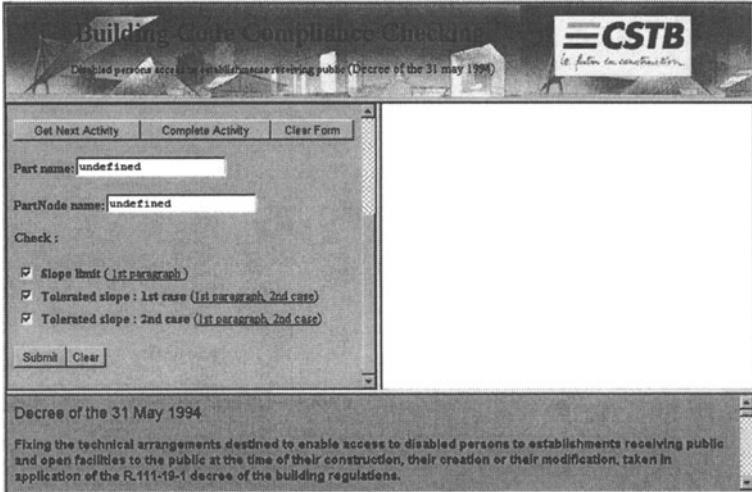 Building Code Compliance Checking
Disabled persons access to establishments receiving public (Decree of the 31 may 1994)
CSTB
le futur en construction
Get Next Activity Complete Activity Clear Form
Part name: undefined
PartNode name: undefined
Check :
Slope limit ( 1st paragraph )
Tolerated slope : 1st case (1st paragraph, 2nd case)
Tolerated slope : 2nd case (1st paragraph, 2nd case)
Submit Clear
Decree of the 31 May 1994
Fixing the technical arrangements destined to enable access to disabled persons to establishments receiving public
and open facilities to the public at the time of their construction, their creation or their modification, taken in
application of the R.111-19-1 decree of the building regulations.